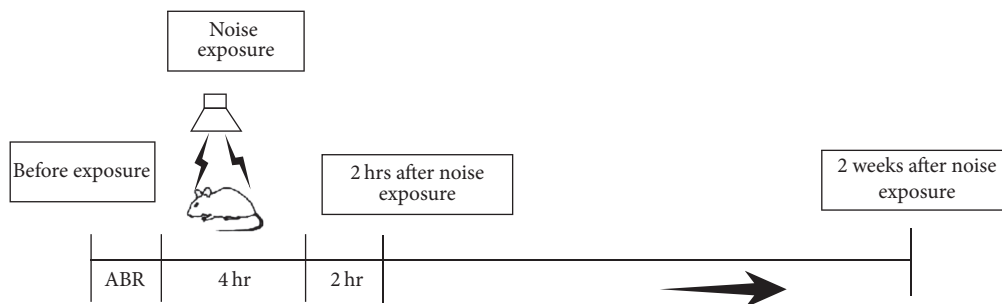 Noise
exposure
Before exposure
2 hrs after noise
exposure
2 weeks after noise
exposure
ABR
4 hr
2 hr